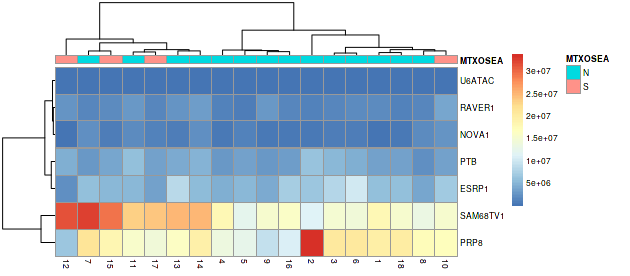 MTXOSEA
U6ATAC
RAVER1
NOVA1
PTB
ESRP1
SAM68TV1
PRP8
12 7 15 11 17 13 14 4 5 9 16 2 3 6 1 18 8 10
3e+07
2.5e+07
2e+07
1.5e+07
1e+07
5e+06
MTXOSEA
N
S